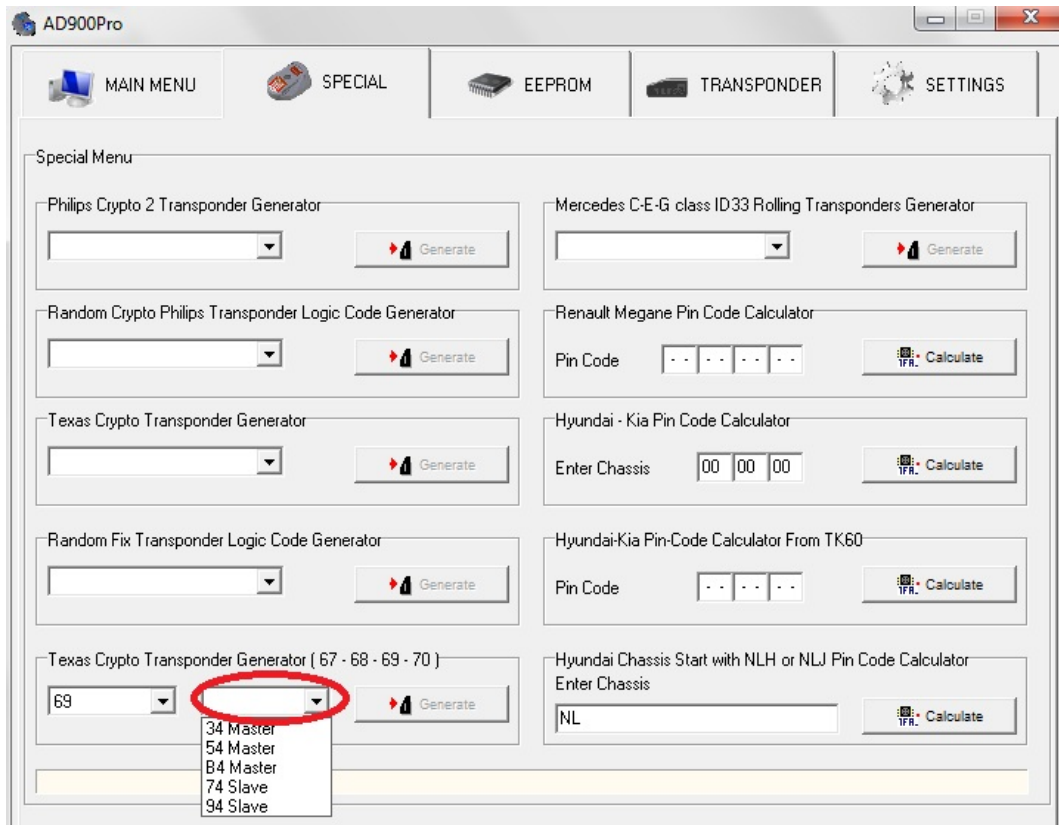 AD900Pro
MAIN MENU
SPECIAL
EEPROM
TRANSPONDER
SETTINGS
Special Menu
Philips Crypto 2 Transponder Generator
Generate
Mercedes C-E-G class ID33 Rolling Transponders Generator
Generate
Random Crypto Philips Transponder Logic Code Generator
Generate
Renault Megane Pin Code Calculator
Pin Code - - - - - - - -
Calculate
Texas Crypto Transponder Generator
Generate
Hyundai - Kia Pin Code Calculator
Enter Chassis 00 00 00
Calculate
Random Fix Transponder Logic Code Generator
Generate
Hyundai-Kia Pin-Code Calculator From TK60
Pin Code - - - - - -
Calculate
Texas Crypto Transponder Generator ( 67 - 68 - 69 - 70 )
69
Generate
34 Master
54 Master
B4 Master
74 Slave
94 Slave
Hyundai Chassis Start with NLH or NLJ Pin Code Calculator
Enter Chassis
NL
Calculate